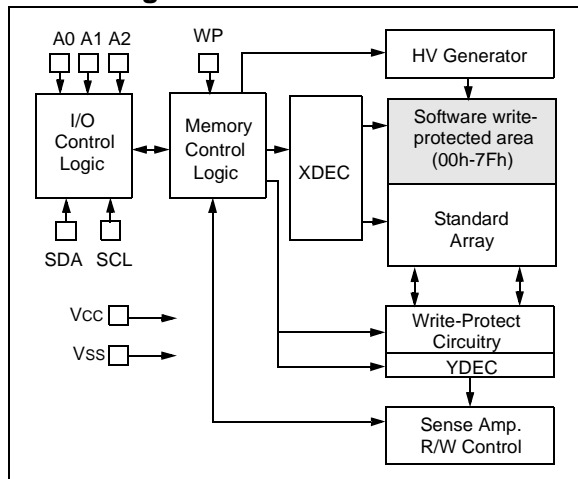 A0 A1 A2
WP
HV Generator
I/O
Control
Logic
Memory
Control
Logic
XDEC
Software write-
protected area
(00h-7Fh)
Standard
Array
SDA SCL
Vcc
Vss
Write-Protect
Circuitry
YDEC
Sense Amp.
R/W Control